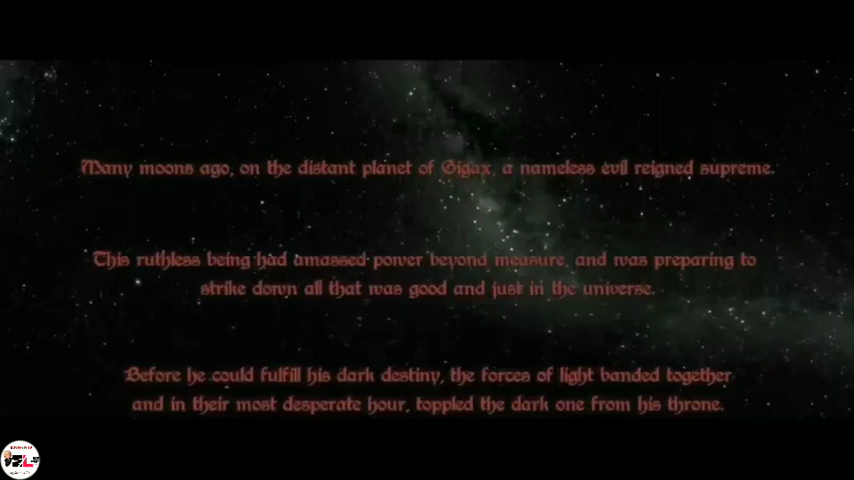 Many moons ago, on the distant planet of Gigax, a nameless evil reigned supreme.
This ruthless being had amassed power beyond measure, and was preparing to
strike down all that was good and just in the universe.
Before he could fulfill his dark destiny, the forces of light banded together
and in their most desperate hour, toppled the dark one from his throne.